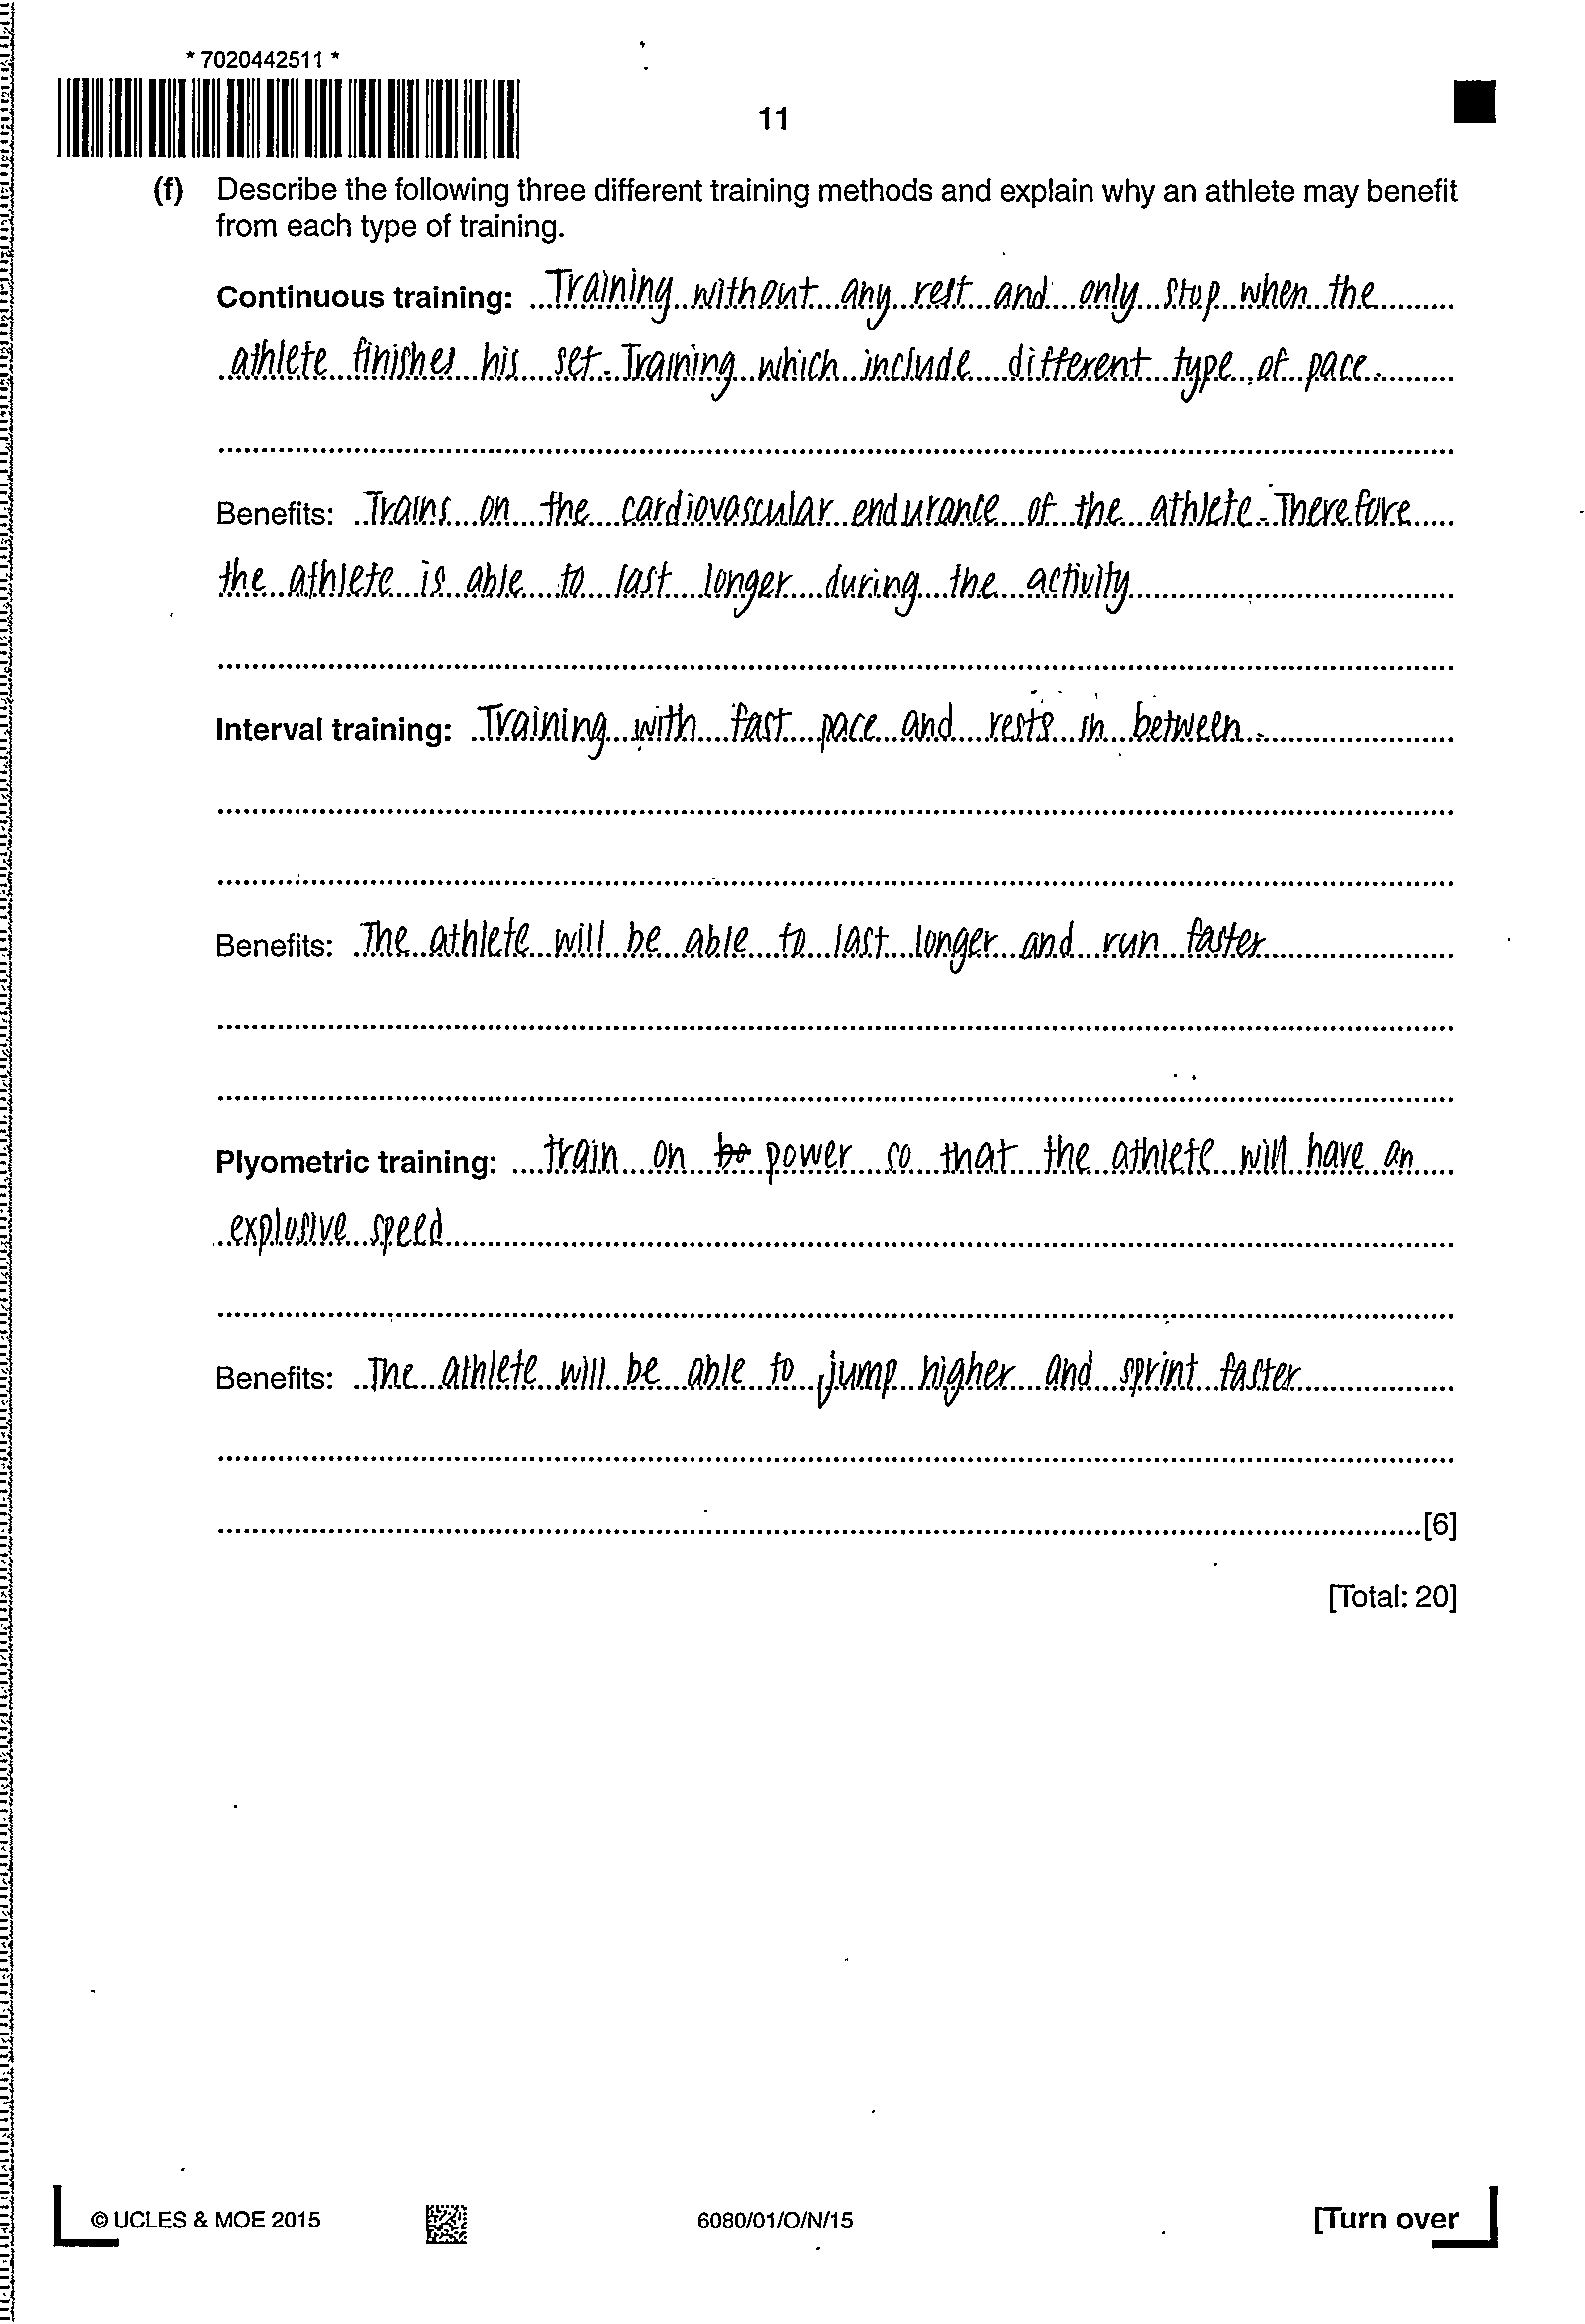 * 7020442511 *
11
(f) Describe the following three different training methods and explain why an athlete may benefit
from each type of training.
Continuous training: Training without any rest and only stop when the
athlete finishes his set. Training which include different type of pace.
Benefits: Trains on the cardiovascular endurance of the athlete. Therefore
the athlete is able to last longer during the activity
Interval training: Training with fast pace and rests in between.
Benefits: The athlete will be able to last longer and run faster
Plyometric training: train on bo power so that the athlete will have an
explosive speed
Benefits: The athlete will be able to jump higher and sprint faster
[6]
[Total: 20]
© UCLES & MOE 2015 6080/01/O/N/15 [Turn over